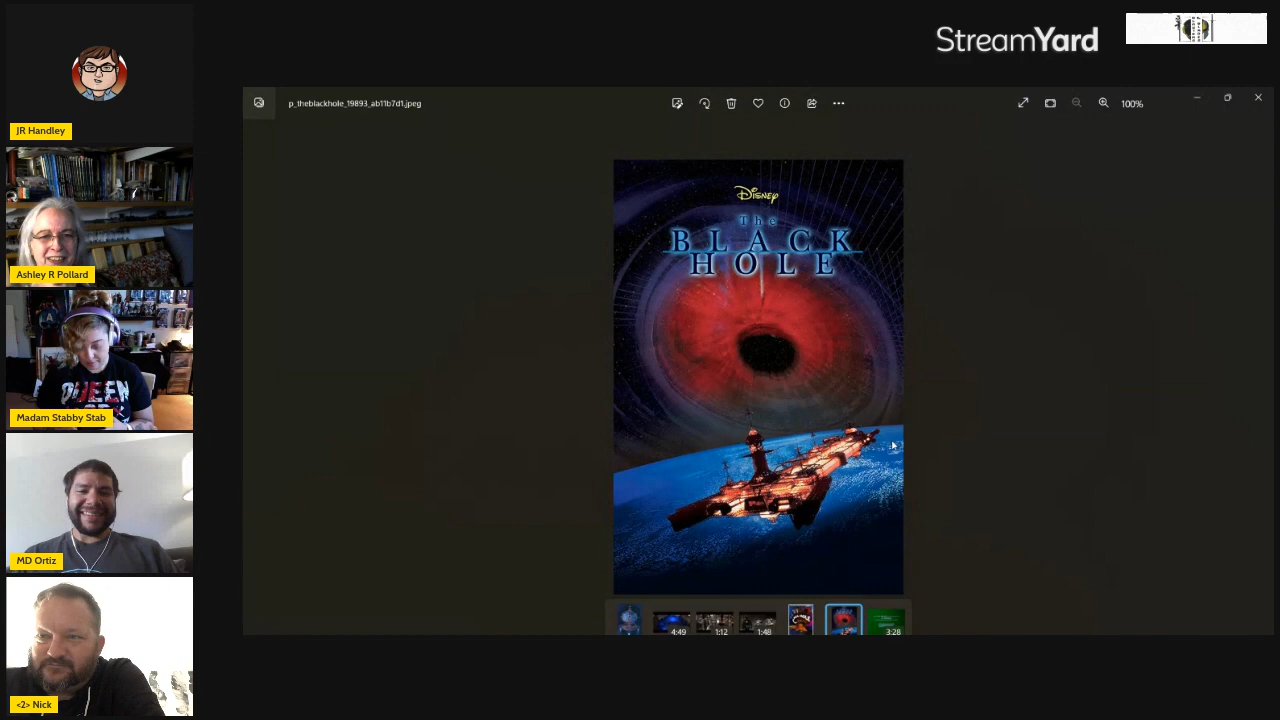 StreamYard
JR Handley
Ashley R Pollard
Madam Stabby Stab
MD Ortiz
<2> Nick
p_theblackhole_19893_ab11b7d1.jpeg
100%
Disney
The
BLACK
HOLE
QUEEN
4:49
1:12
1:48
3:28